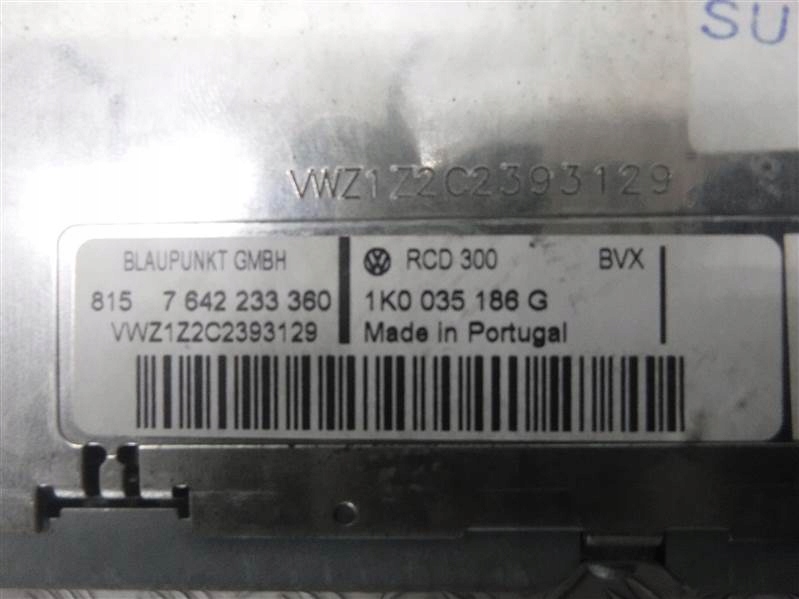 SU
VWZ1Z2C2393129
BLAUPUNKT GMBH
815 7 642 233 360
VWZ1Z2C2393129
RCD 300 BVX
1K0 035 186 G
Made in Portugal